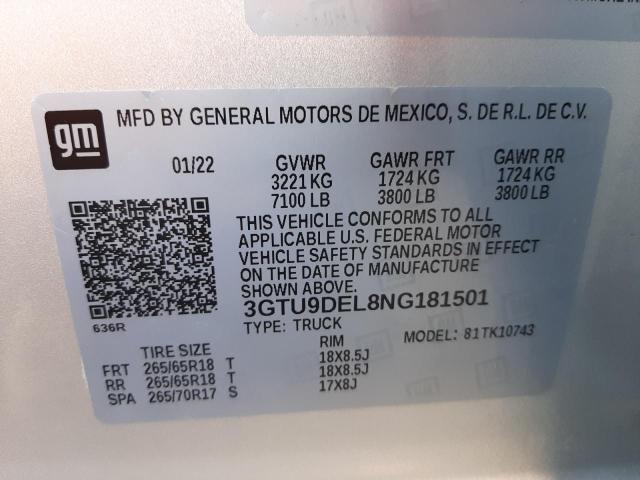 gm
MFD BY GENERAL MOTORS DE MEXICO, S. DE R.L. DE C.V.
01/22 GVWR GAWR FRT GAWR RR
3221 KG 1724 KG 1724 KG
7100 LB 3800 LB 3800 LB
THIS VEHICLE CONFORMS TO ALL
APPLICABLE U.S. FEDERAL MOTOR
VEHICLE SAFETY STANDARDS IN EFFECT
ON THE DATE OF MANUFACTURE
SHOWN ABOVE.
3GTU9DEL8NG181501
636R
TYPE: TRUCK MODEL: 81TK10743
TIRE SIZE RIM
FRT 265/65R18 T 18X8.5J
RR 265/65R18 T 18X8.5J
SPA 265/70R17 S 17X8J